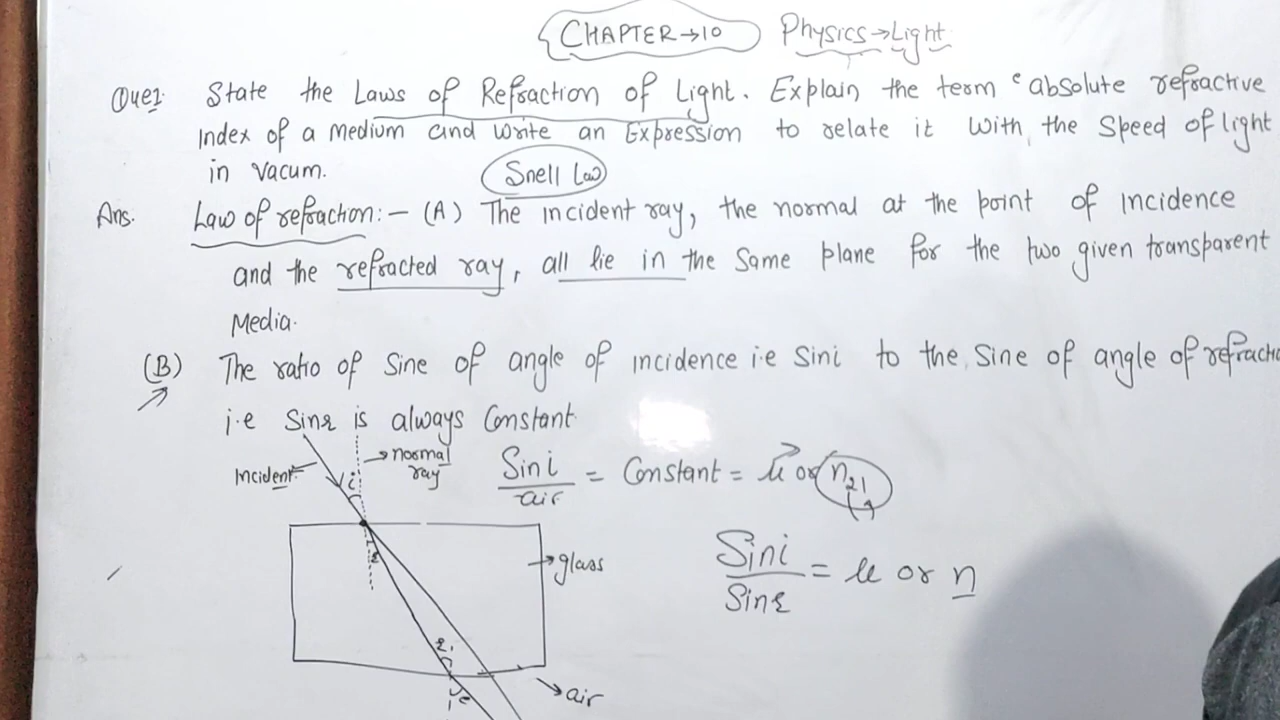 CHAPTER→10 Physics→Light
Que1. State the Laws of Refraction of Light. Explain the term ‘absolute refractive
Index of a medium and write an Expression to relate it with the Speed of light
in Vacum. Snell Law
Ans. Law of refraction:- (A) The incident ray, the normal at the point of incidence
and the refracted ray, all lie in the Same plane for the two given transparent
Media.
(B) The ratio of Sine of angle of incidence i.e Sini to the Sine of angle of
i.e Sinr is always Constant
Incident i →normal ray Sini/air = Constant = μ or n21
r →glass Sini/Sinr = μ or n
r i
→air
e